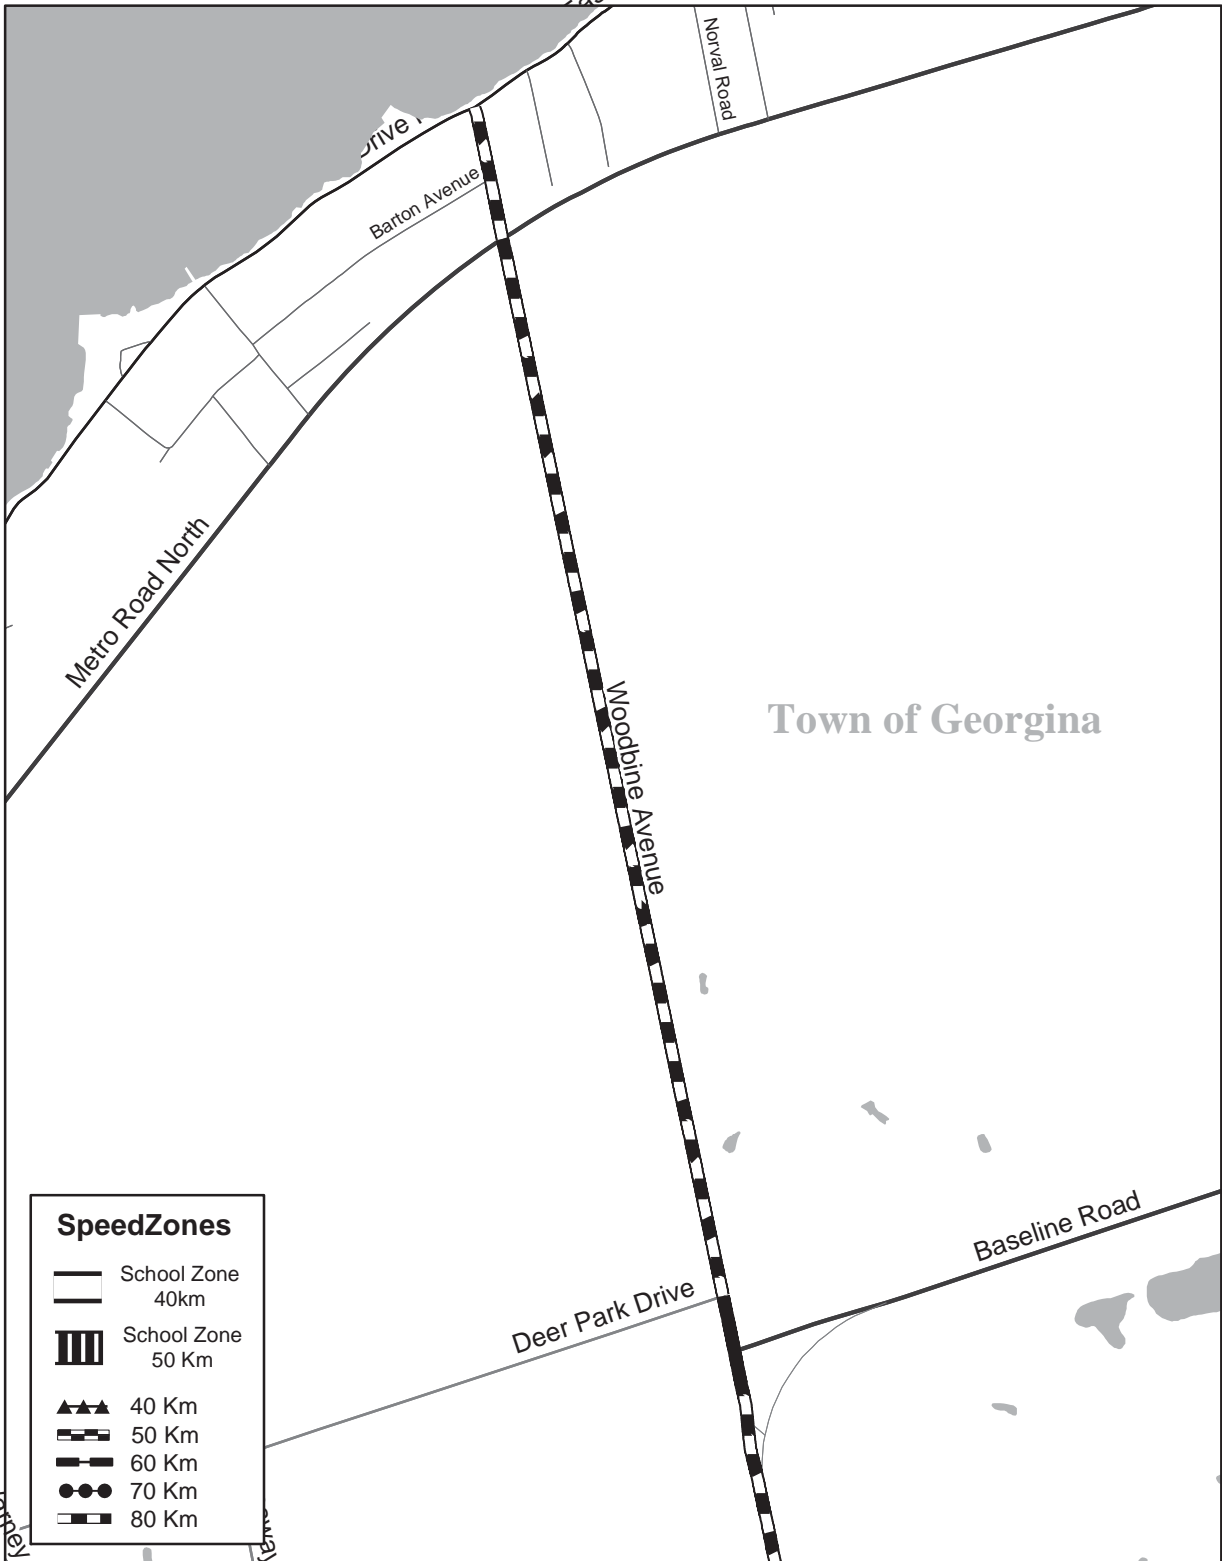 Norval Road
Drive
Barton Avenue
Metro Road North
Woodbine Avenue
Town of Georgina
Baseline Road
Deer Park Drive
SpeedZones
School Zone
40km
School Zone
50 Km
40 Km
50 Km
60 Km
70 Km
80 Km